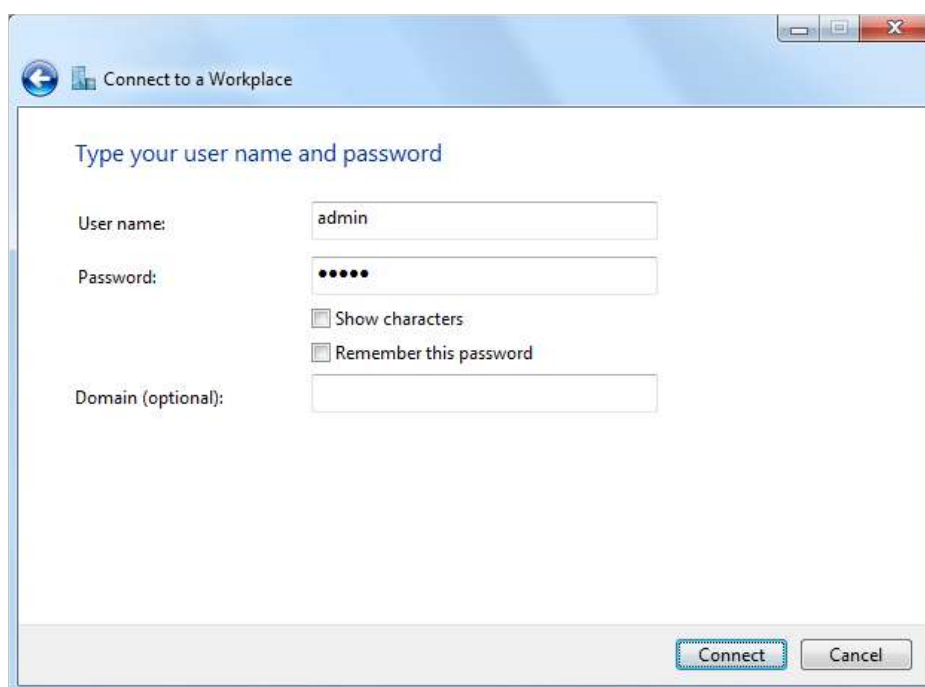 Connect to a Workplace
Type your user name and password
User name: admin
Password: •••••
Show characters
Remember this password
Domain (optional):
Connect Cancel